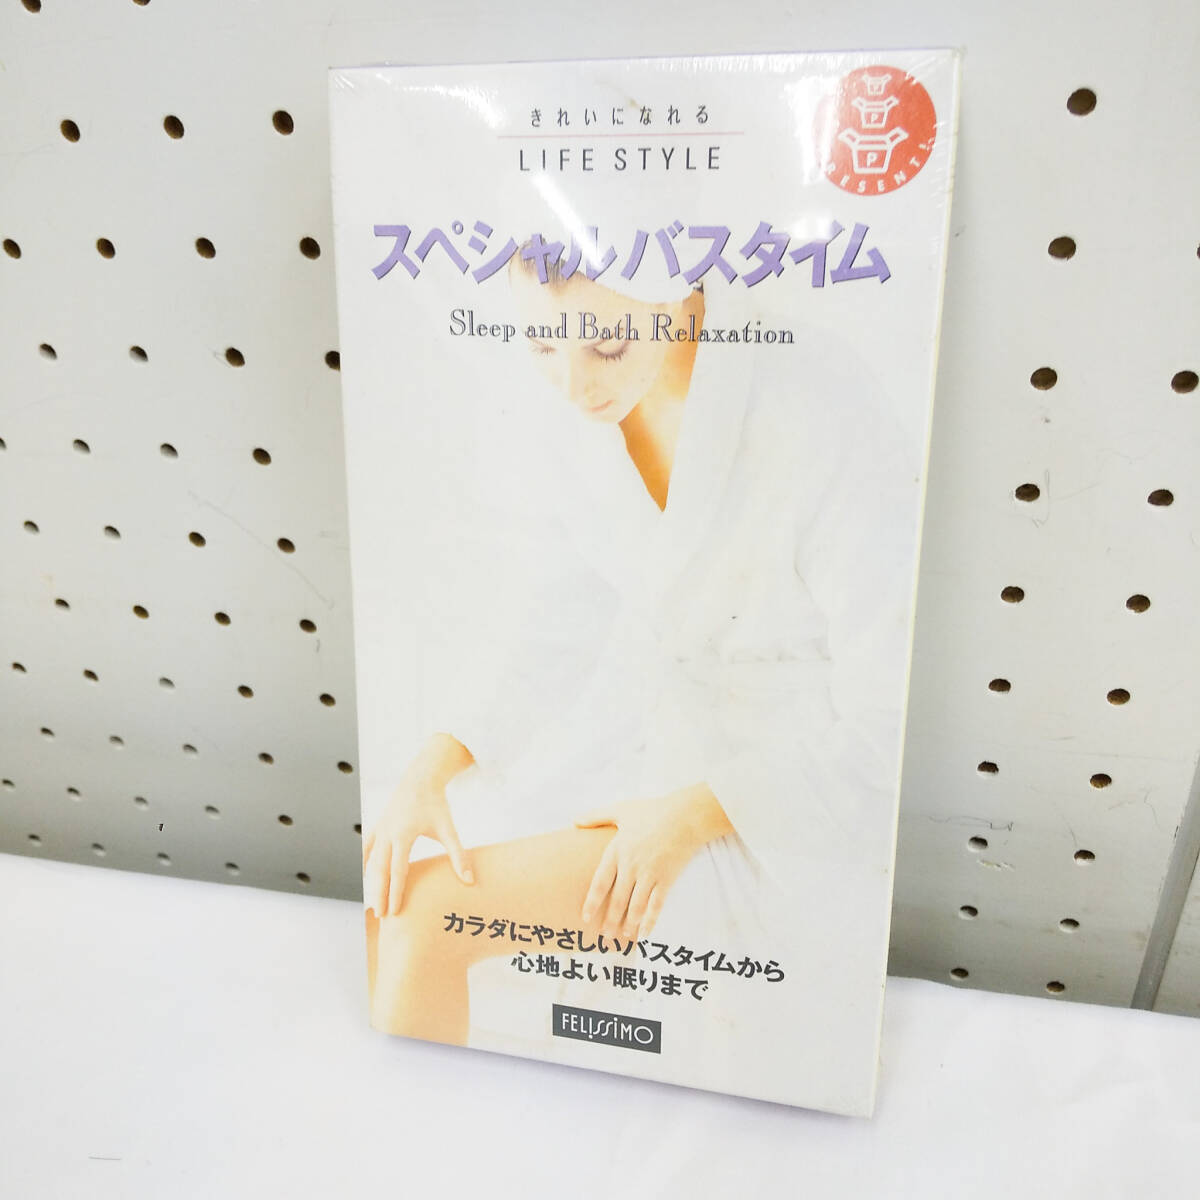 きれいになれる
LIFE STYLE
P
P
PRESENT!
スペシャルバスタイム
Sleep and Bath Relaxation
カラダにやさしいバスタイムから
心地よい眠りまで
FELISSIMO